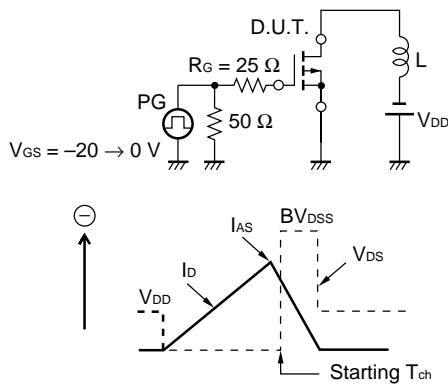 D.U.T.
RG = 25 Ω
L
PG
50 Ω
VDD
VGS = –20 → 0 V
⊖
IAS
BVDSS
ID
VDS
VDD
Starting Tch